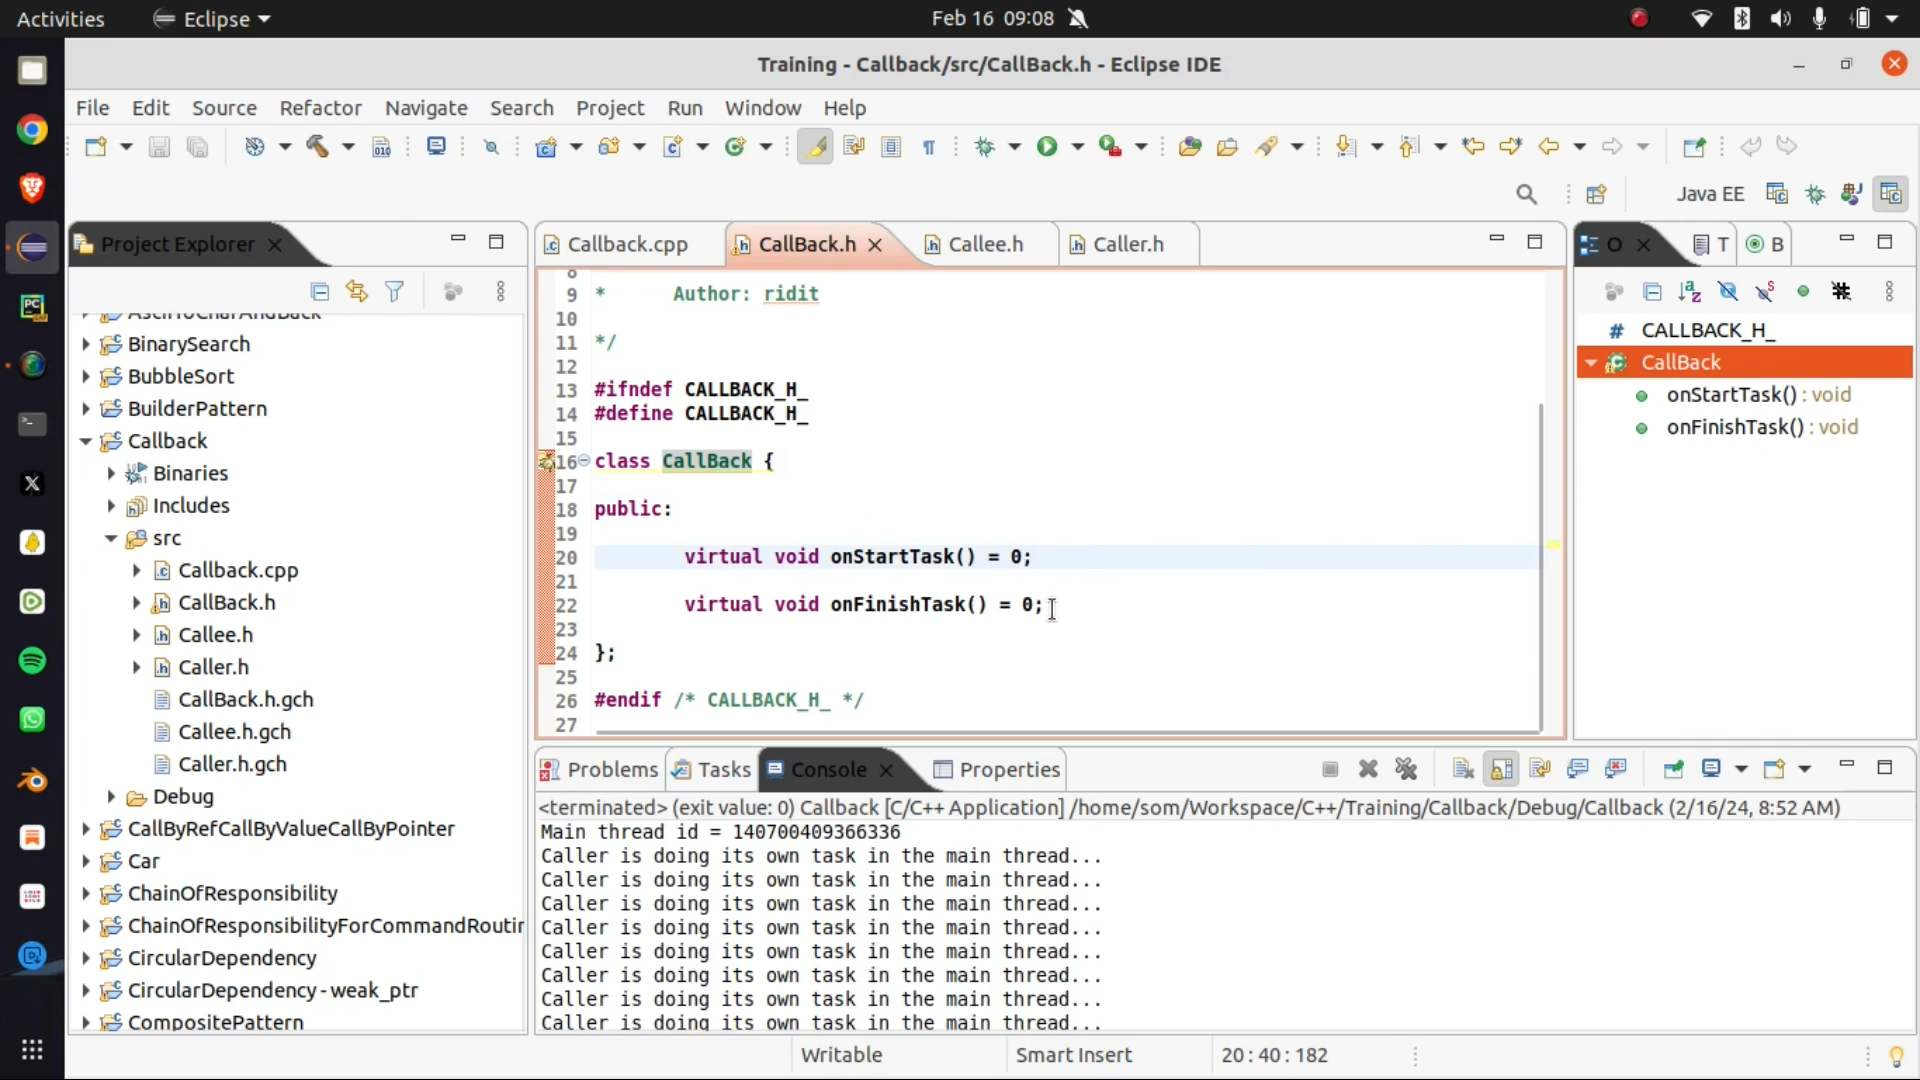 Activities
Eclipse
Feb 16 09:08
Training - Callback/src/CallBack.h - Eclipse IDE
File Edit Source Refactor Navigate Search Project Run Window Help
Java EE
Project Explorer
AsciiToCharAndBack
BinarySearch
BubbleSort
BuilderPattern
Callback
Binaries
Includes
src
Callback.cpp
CallBack.h
Callee.h
Caller.h
CallBack.h.gch
Callee.h.gch
Caller.h.gch
Debug
CallByRefCallByValueCallByPointer
Car
ChainOfResponsibility
ChainOfResponsibilityForCommandRoutin
CircularDependency
CircularDependency - weak_ptr
CompositePattern
Callback.cpp CallBack.h Callee.h Caller.h
8
9 * Author: ridit
10
11 */
12
13 #ifndef CALLBACK_H_
14 #define CALLBACK_H_
15
16 class CallBack {
17
18 public:
19
20 virtual void onStartTask() = 0;
21
22 virtual void onFinishTask() = 0;
23
24 };
25
26 #endif /* CALLBACK_H_ */
27
O T B
# CALLBACK_H_
CallBack
onStartTask() : void
onFinishTask() : void
Problems Tasks Console Properties
<terminated> (exit value: 0) Callback [C/C++ Application] /home/som/Workspace/C++/Training/Callback/Debug/Callback (2/16/24, 8:52 AM)
Main thread id = 140700409366336
Caller is doing its own task in the main thread...
Caller is doing its own task in the main thread...
Caller is doing its own task in the main thread...
Caller is doing its own task in the main thread...
Caller is doing its own task in the main thread...
Caller is doing its own task in the main thread...
Caller is doing its own task in the main thread...
Caller is doing its own task in the main thread...
Writable
Smart Insert
20 : 40 : 182